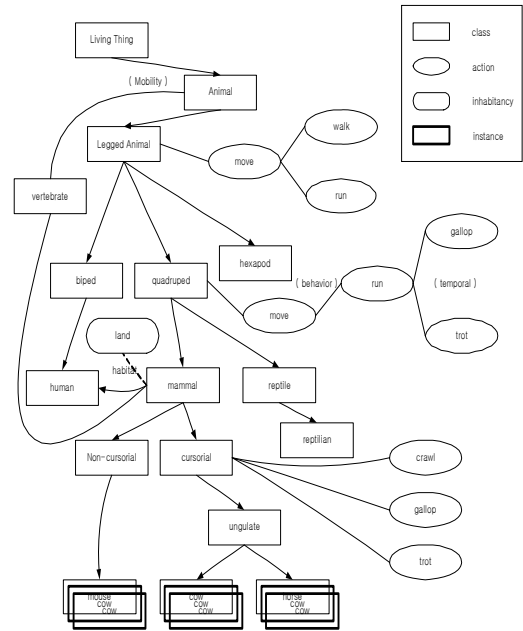 Living Thing
class
( Mobility )
Animal
action
inhabitancy
walk
Legged Animal
instance
move
vertebrate
run
gallop
hexapod
biped
quadruped
( behavior )
run
( temporal )
move
land
trot
habitat
human
mammal
reptile
reptilian
Non-cursorial
cursorial
crawl
gallop
ungulate
trot
mouse
cow
cow
cow
cow
cow
horse
cow
cow